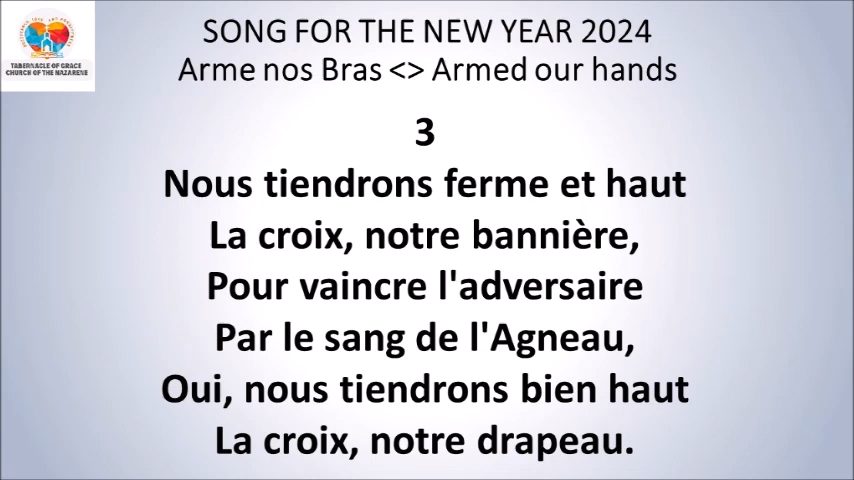 SONG FOR THE NEW YEAR 2024
Arme nos Bras <> Armed our hands
TABERNACLE OF GRACE
CHURCH OF THE NAZARENE
3
Nous tiendrons ferme et haut
La croix, notre bannière,
Pour vaincre l'adversaire
Par le sang de l'Agneau,
Oui, nous tiendrons bien haut
La croix, notre drapeau.